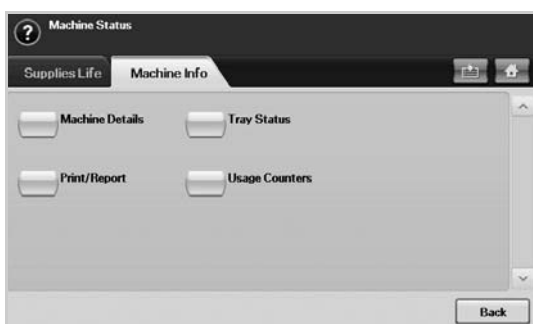 Machine Status
Supplies Life
Machine Info
Machine Details
Tray Status
Print/Report
Usage Counters
Back